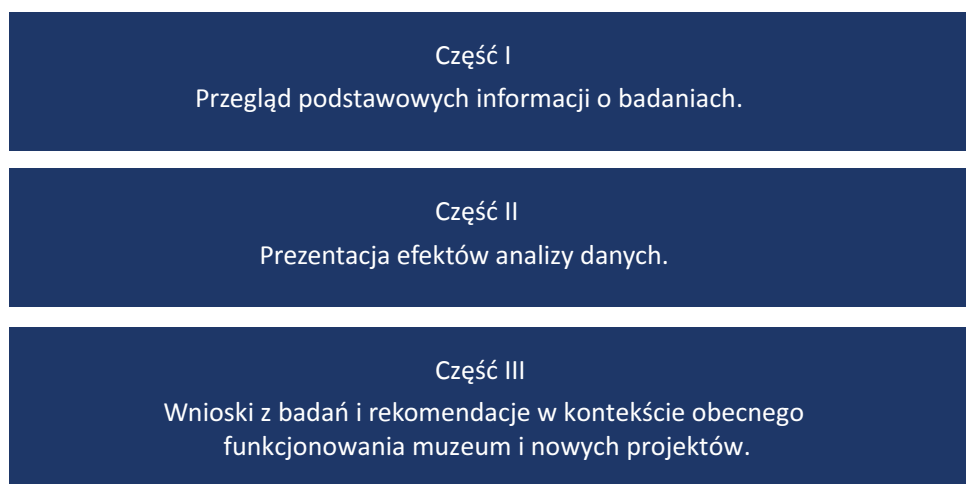 Część I
Przegląd podstawowych informacji o badaniach.
Część II
Prezentacja efektów analizy danych.
Część III
Wnioski z badań i rekomendacje w kontekście obecnego
funkcjonowania muzeum i nowych projektów.